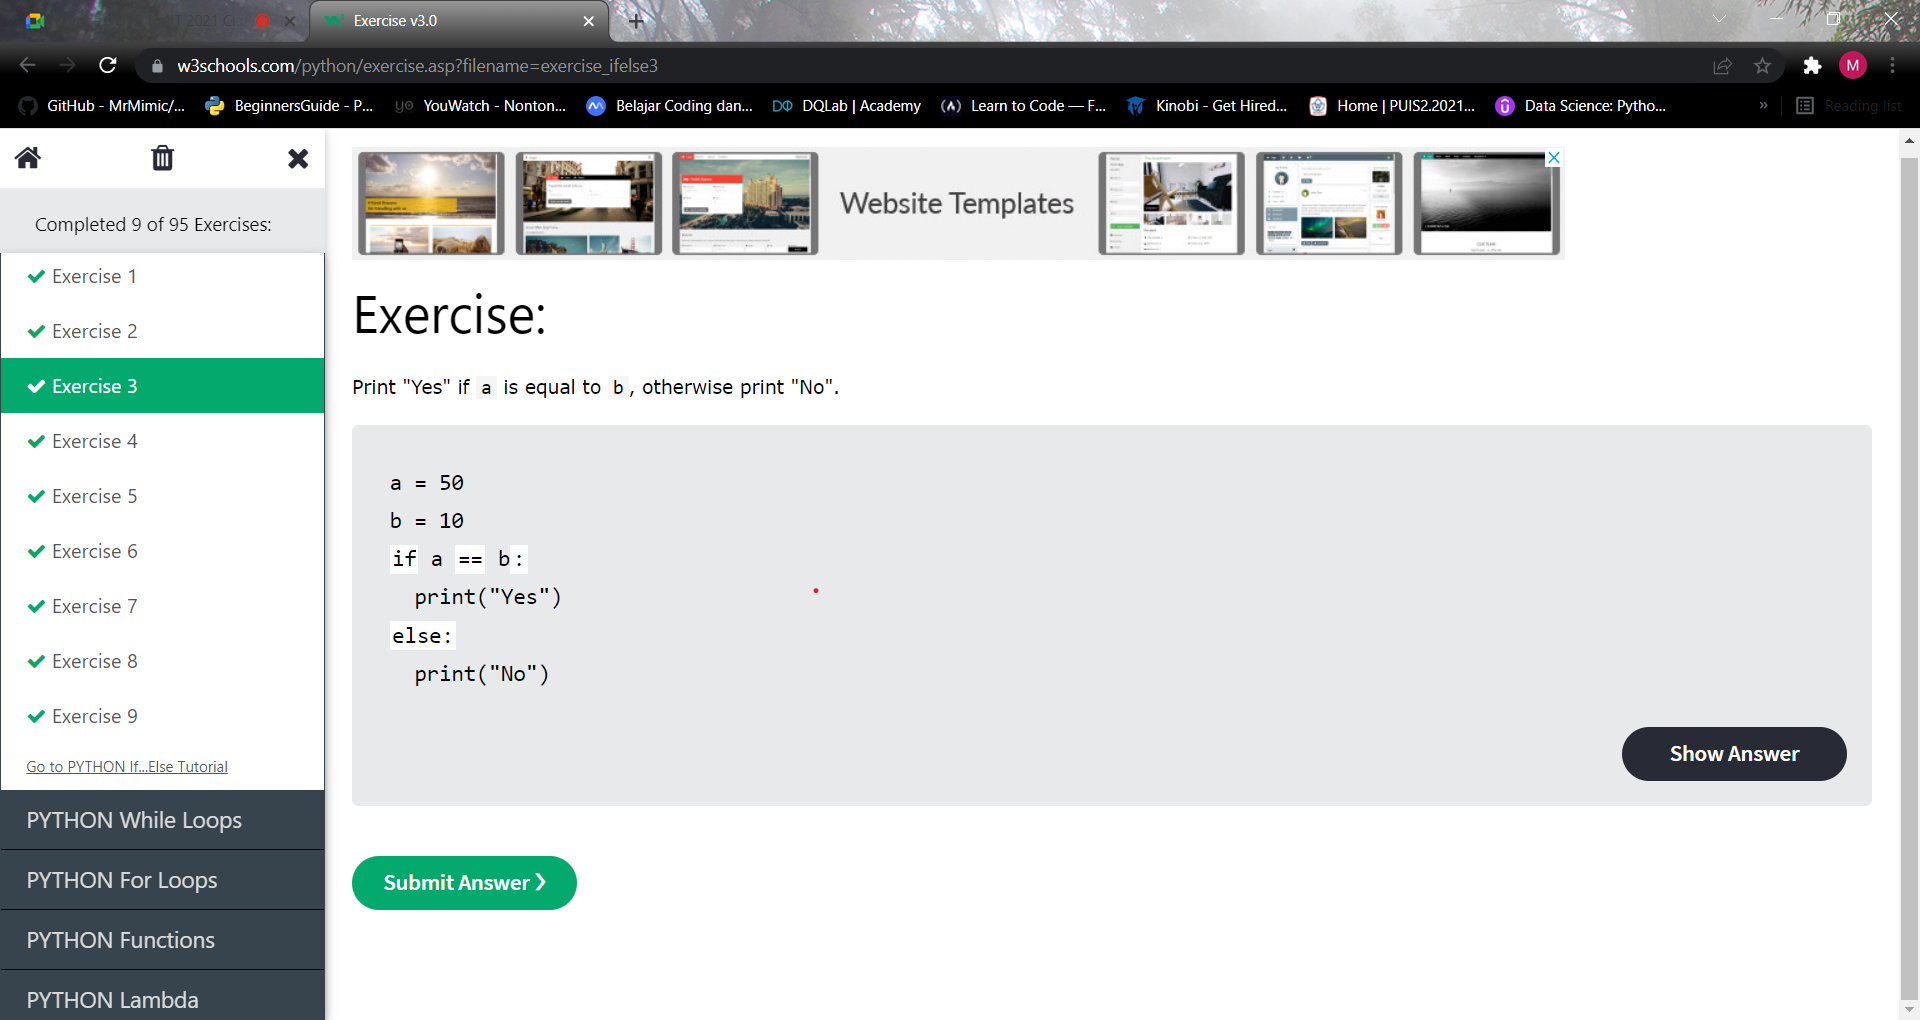 Exercise v3.0
w3schools.com/python/exercise.asp?filename=exercise_ifelse3
M
GitHub - MrMimic/...
BeginnersGuide - P...
YouWatch - Nonton...
Belajar Coding dan...
DQLab | Academy
Learn to Code — F...
Kinobi - Get Hired...
Home | PUIS2.2021...
Data Science: Pytho...
»
Reading list
Completed 9 of 95 Exercises:
Exercise 1
Exercise 2
Exercise 3
Exercise 4
Exercise 5
Exercise 6
Exercise 7
Exercise 8
Exercise 9
Go to PYTHON If...Else Tutorial
PYTHON While Loops
PYTHON For Loops
PYTHON Functions
PYTHON Lambda
Website Templates
Exercise:
Print "Yes" if a is equal to b, otherwise print "No".
a = 50
b = 10
if a == b:
print("Yes")
else:
print("No")
Show Answer
Submit Answer ❯